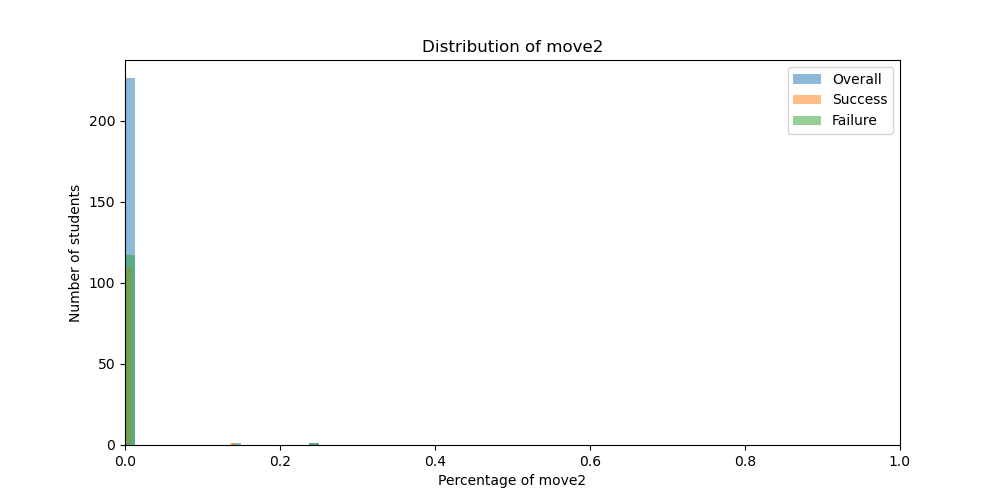 Distribution of move2
Overall
Success
Failure
200
150
100
50
0
Number of students
0.0 0.2 0.4 0.6 0.8 1.0
Percentage of move2